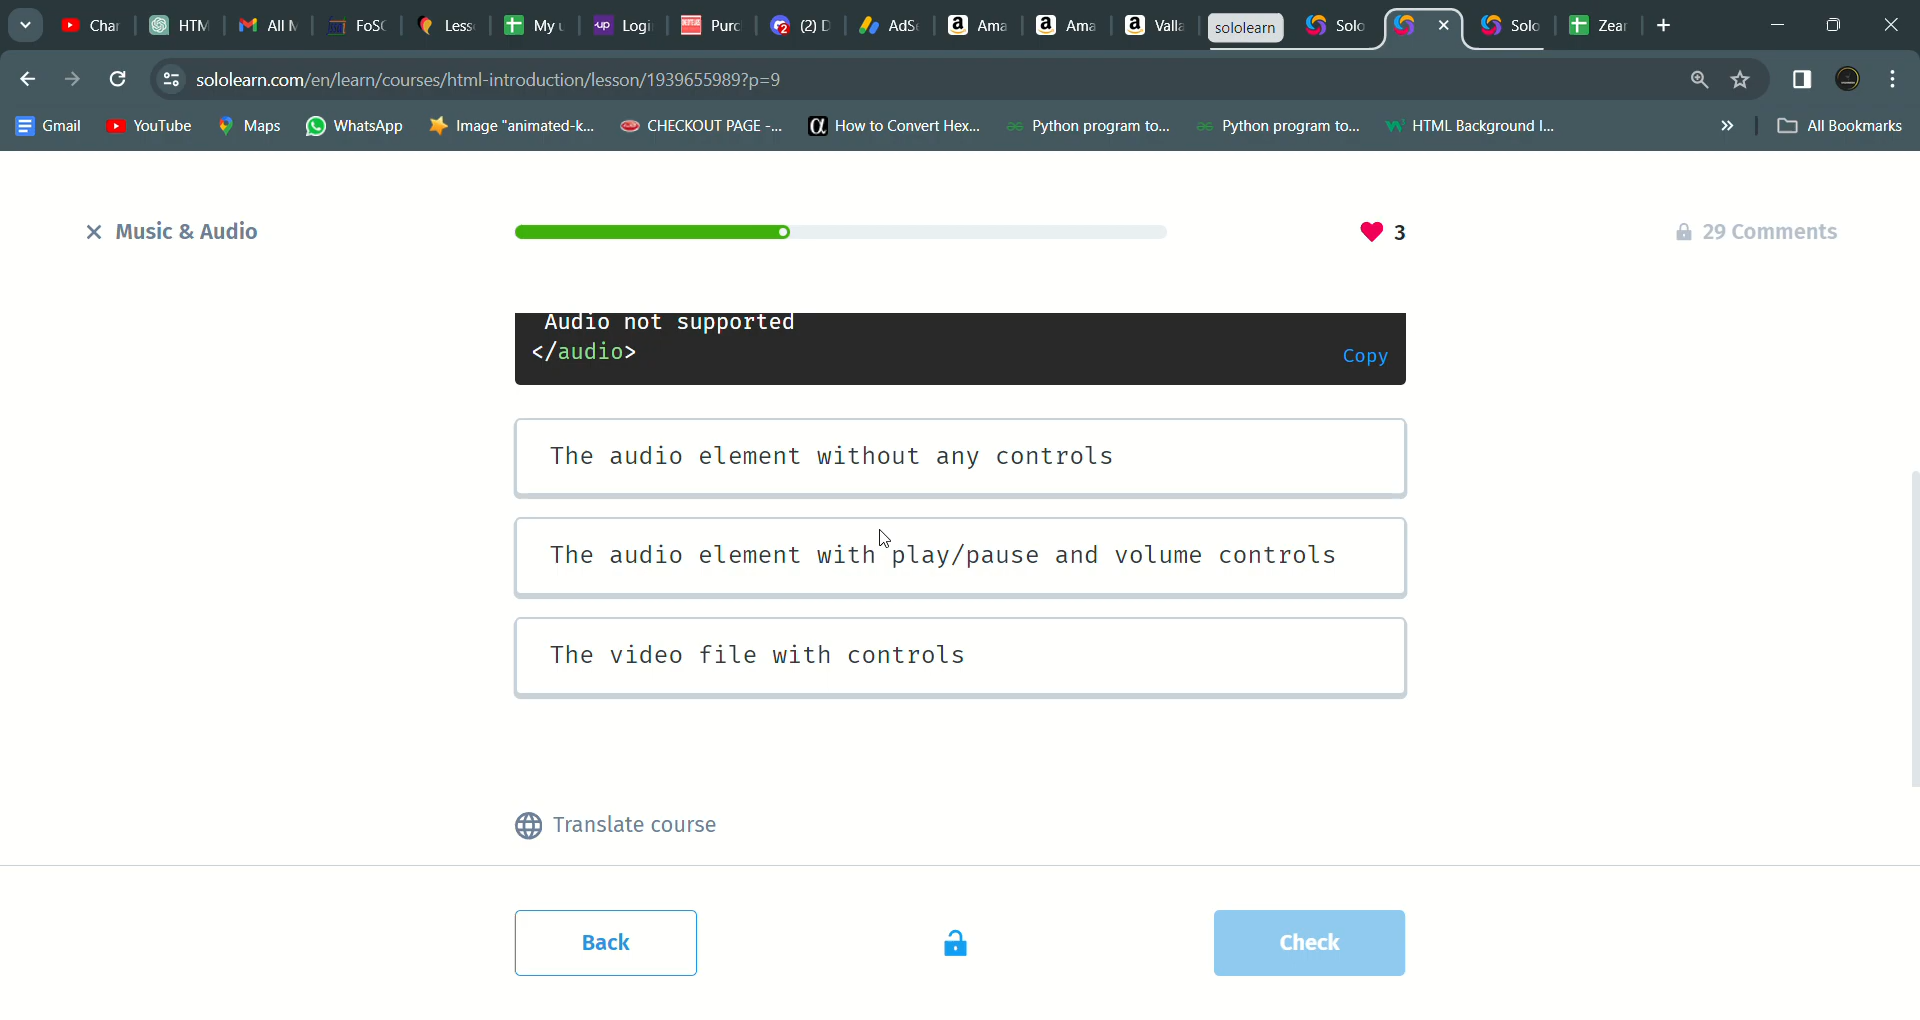 Char
HTM
All M
FoSC
Less
My u
Logi
Purc
(2) D
AdSe
Ama
Ama
Valla
sololearn
Solo
Solo
Zear
sololearn.com/en/learn/courses/html-introduction/lesson/1939655989?p=9
Gmail
YouTube
Maps
WhatsApp
Image "animated-k...
CHECKOUT PAGE -...
How to Convert Hex...
Python program to...
Python program to...
HTML Background I...
All Bookmarks
Music & Audio
3
29 Comments
Audio not supported
</audio>
Copy
The audio element without any controls
The audio element with play/pause and volume controls
The video file with controls
Translate course
Back
Check